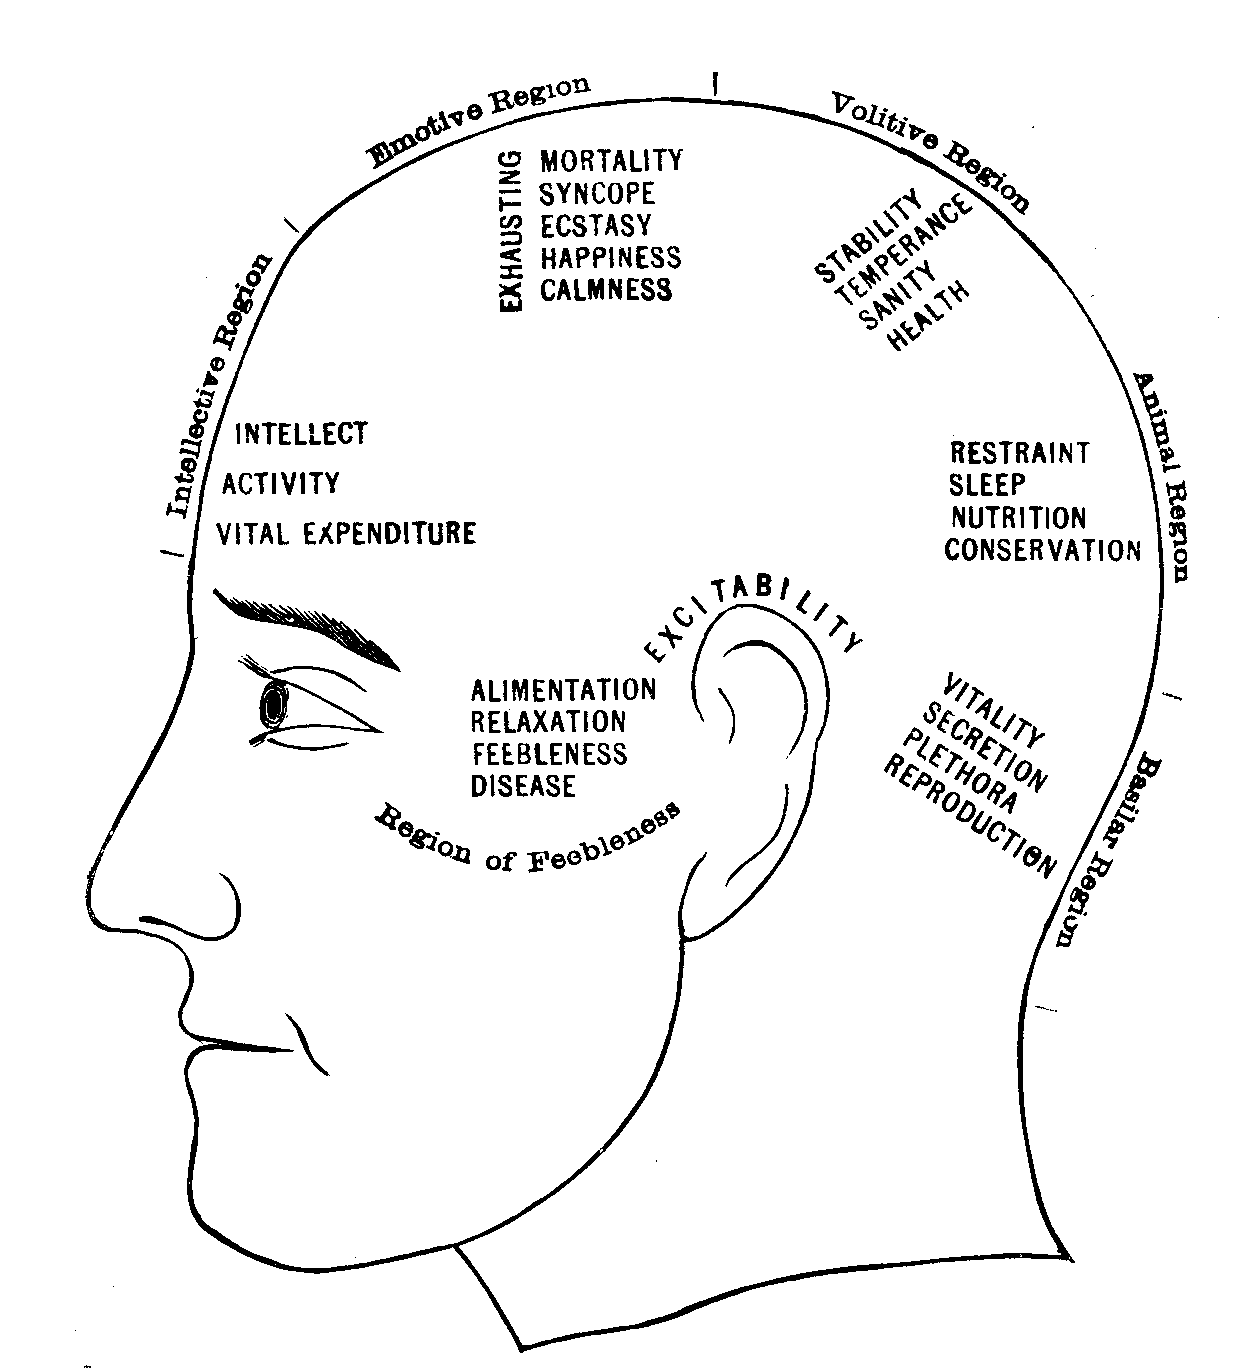 Emotive Region
Volitive Region
Intellective Region
Animal Region
Basilar Region
EXHAUSTING
MORTALITY
SYNCOPE
ECSTASY
HAPPINESS
CALMNESS
STABILITY
TEMPERANCE
SANITY
HEALTH
INTELLECT
ACTIVITY
VITAL EXPENDITURE
RESTRAINT
SLEEP
NUTRITION
CONSERVATION
EXCITABILITY
ALIMENTATION
RELAXATION
FEEBLENESS
DISEASE
Region of Feebleness
VITALITY
SECRETION
PLETHORA
REPRODUCTION